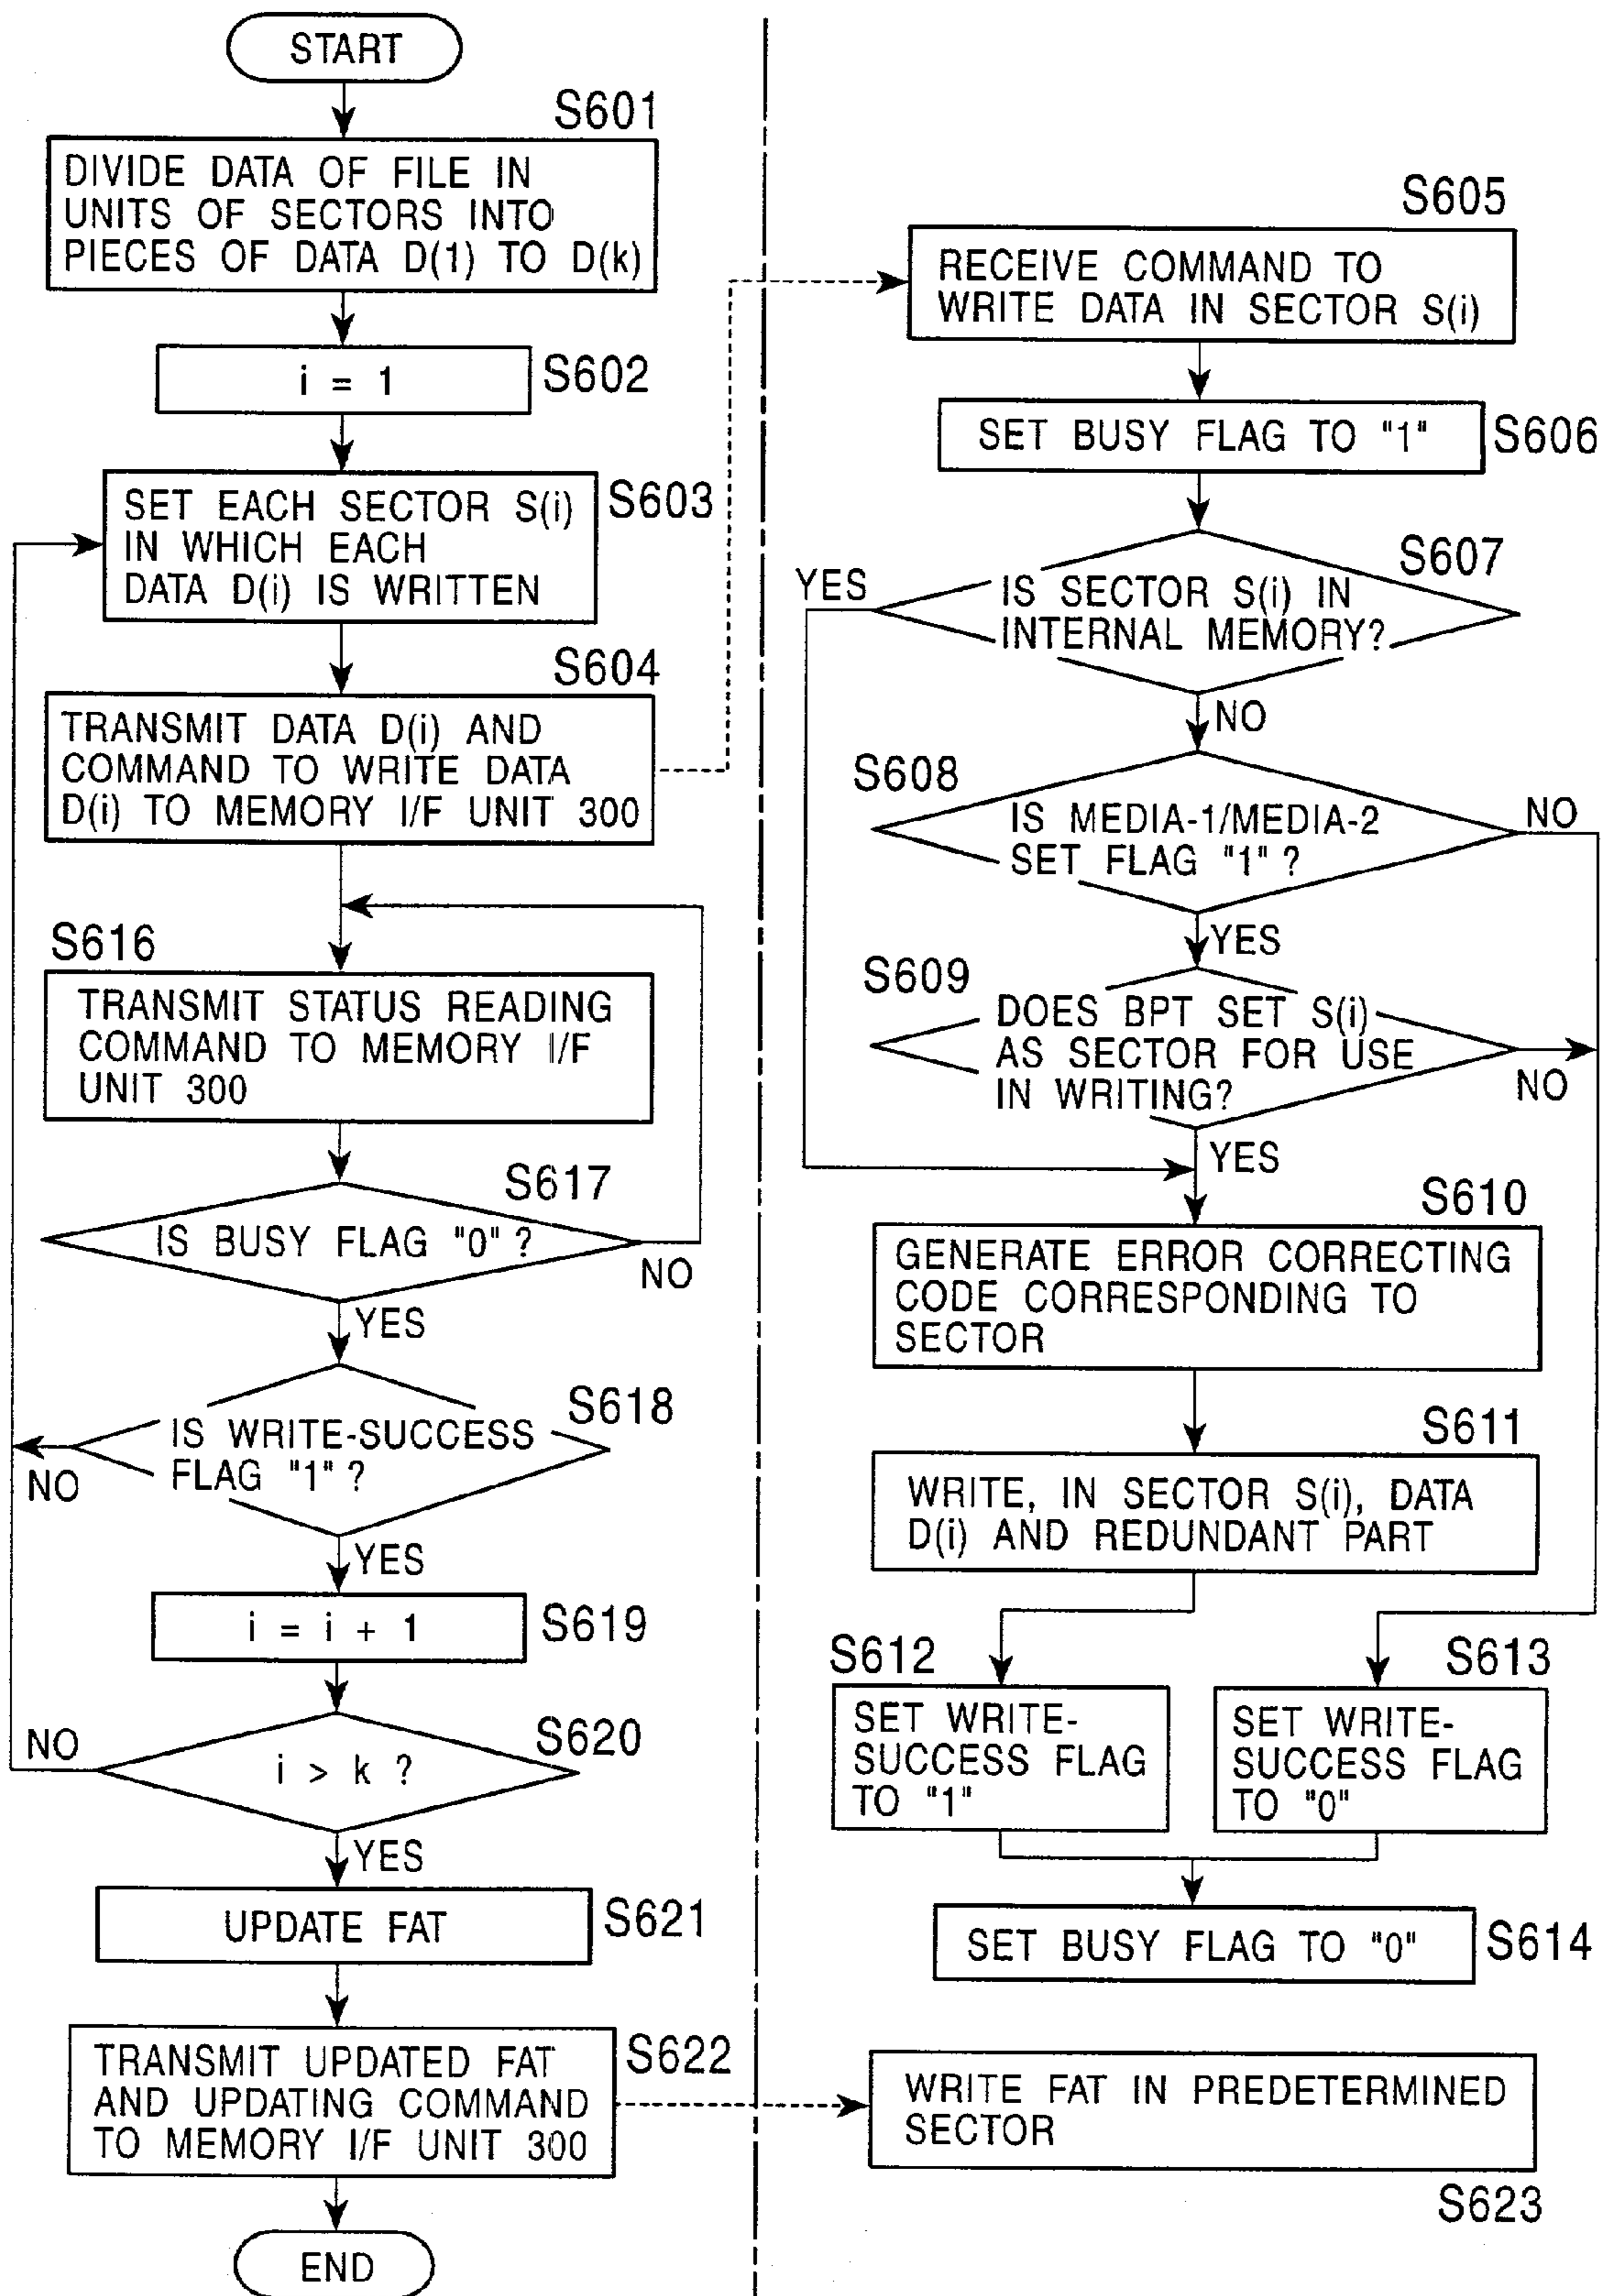 START
S601
DIVIDE DATA OF FILE IN
UNITS OF SECTORS INTO
PIECES OF DATA D(1) TO D(k)
i = 1
S602
SET EACH SECTOR S(i)
IN WHICH EACH
DATA D(i) IS WRITTEN
S603
S604
TRANSMIT DATA D(i) AND
COMMAND TO WRITE DATA
D(i) TO MEMORY I/F UNIT 300
S616
TRANSMIT STATUS READING
COMMAND TO MEMORY I/F
UNIT 300
S617
IS BUSY FLAG "0" ?
NO
YES
S618
IS WRITE-SUCCESS
FLAG "1" ?
NO
YES
i = i + 1
S619
S620
i > k ?
NO
YES
UPDATE FAT
S621
TRANSMIT UPDATED FAT
AND UPDATING COMMAND
TO MEMORY I/F UNIT 300
S622
END
S605
RECEIVE COMMAND TO
WRITE DATA IN SECTOR S(i)
SET BUSY FLAG TO "1"
S606
S607
IS SECTOR S(i) IN
INTERNAL MEMORY?
YES
NO
S608
IS MEDIA-1/MEDIA-2
SET FLAG "1" ?
NO
YES
S609
DOES BPT SET S(i)
AS SECTOR FOR USE
IN WRITING?
NO
YES
S610
GENERATE ERROR CORRECTING
CODE CORRESPONDING TO
SECTOR
S611
WRITE, IN SECTOR S(i), DATA
D(i) AND REDUNDANT PART
S612
SET WRITE-
SUCCESS FLAG
TO "1"
S613
SET WRITE-
SUCCESS FLAG
TO "0"
SET BUSY FLAG TO "0"
S614
WRITE FAT IN PREDETERMINED
SECTOR
S623